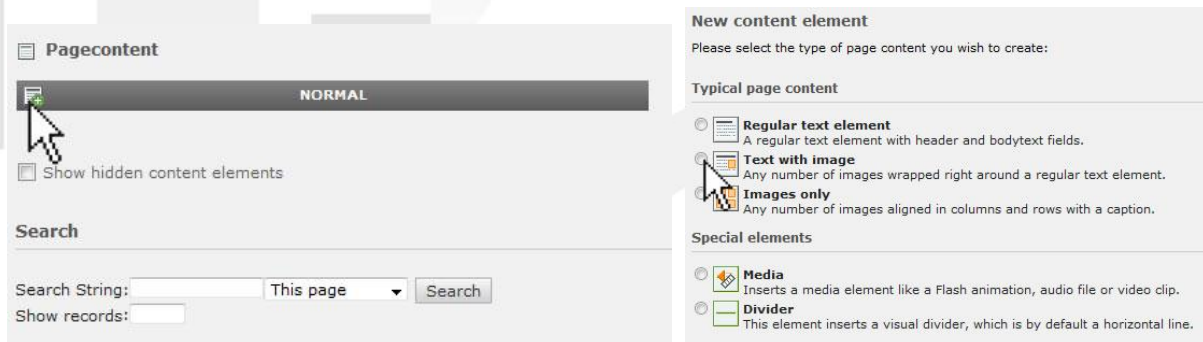 Pagecontent
NORMAL
Show hidden content elements
Search
Search String:
This page
Search
Show records:
New content element
Please select the type of page content you wish to create:
Typical page content
Regular text element
A regular text element with header and bodytext fields.
Text with image
Any number of images wrapped right around a regular text element.
Images only
Any number of images aligned in columns and rows with a caption.
Special elements
Media
Inserts a media element like a Flash animation, audio file or video clip.
Divider
This element inserts a visual divider, which is by default a horizontal line.